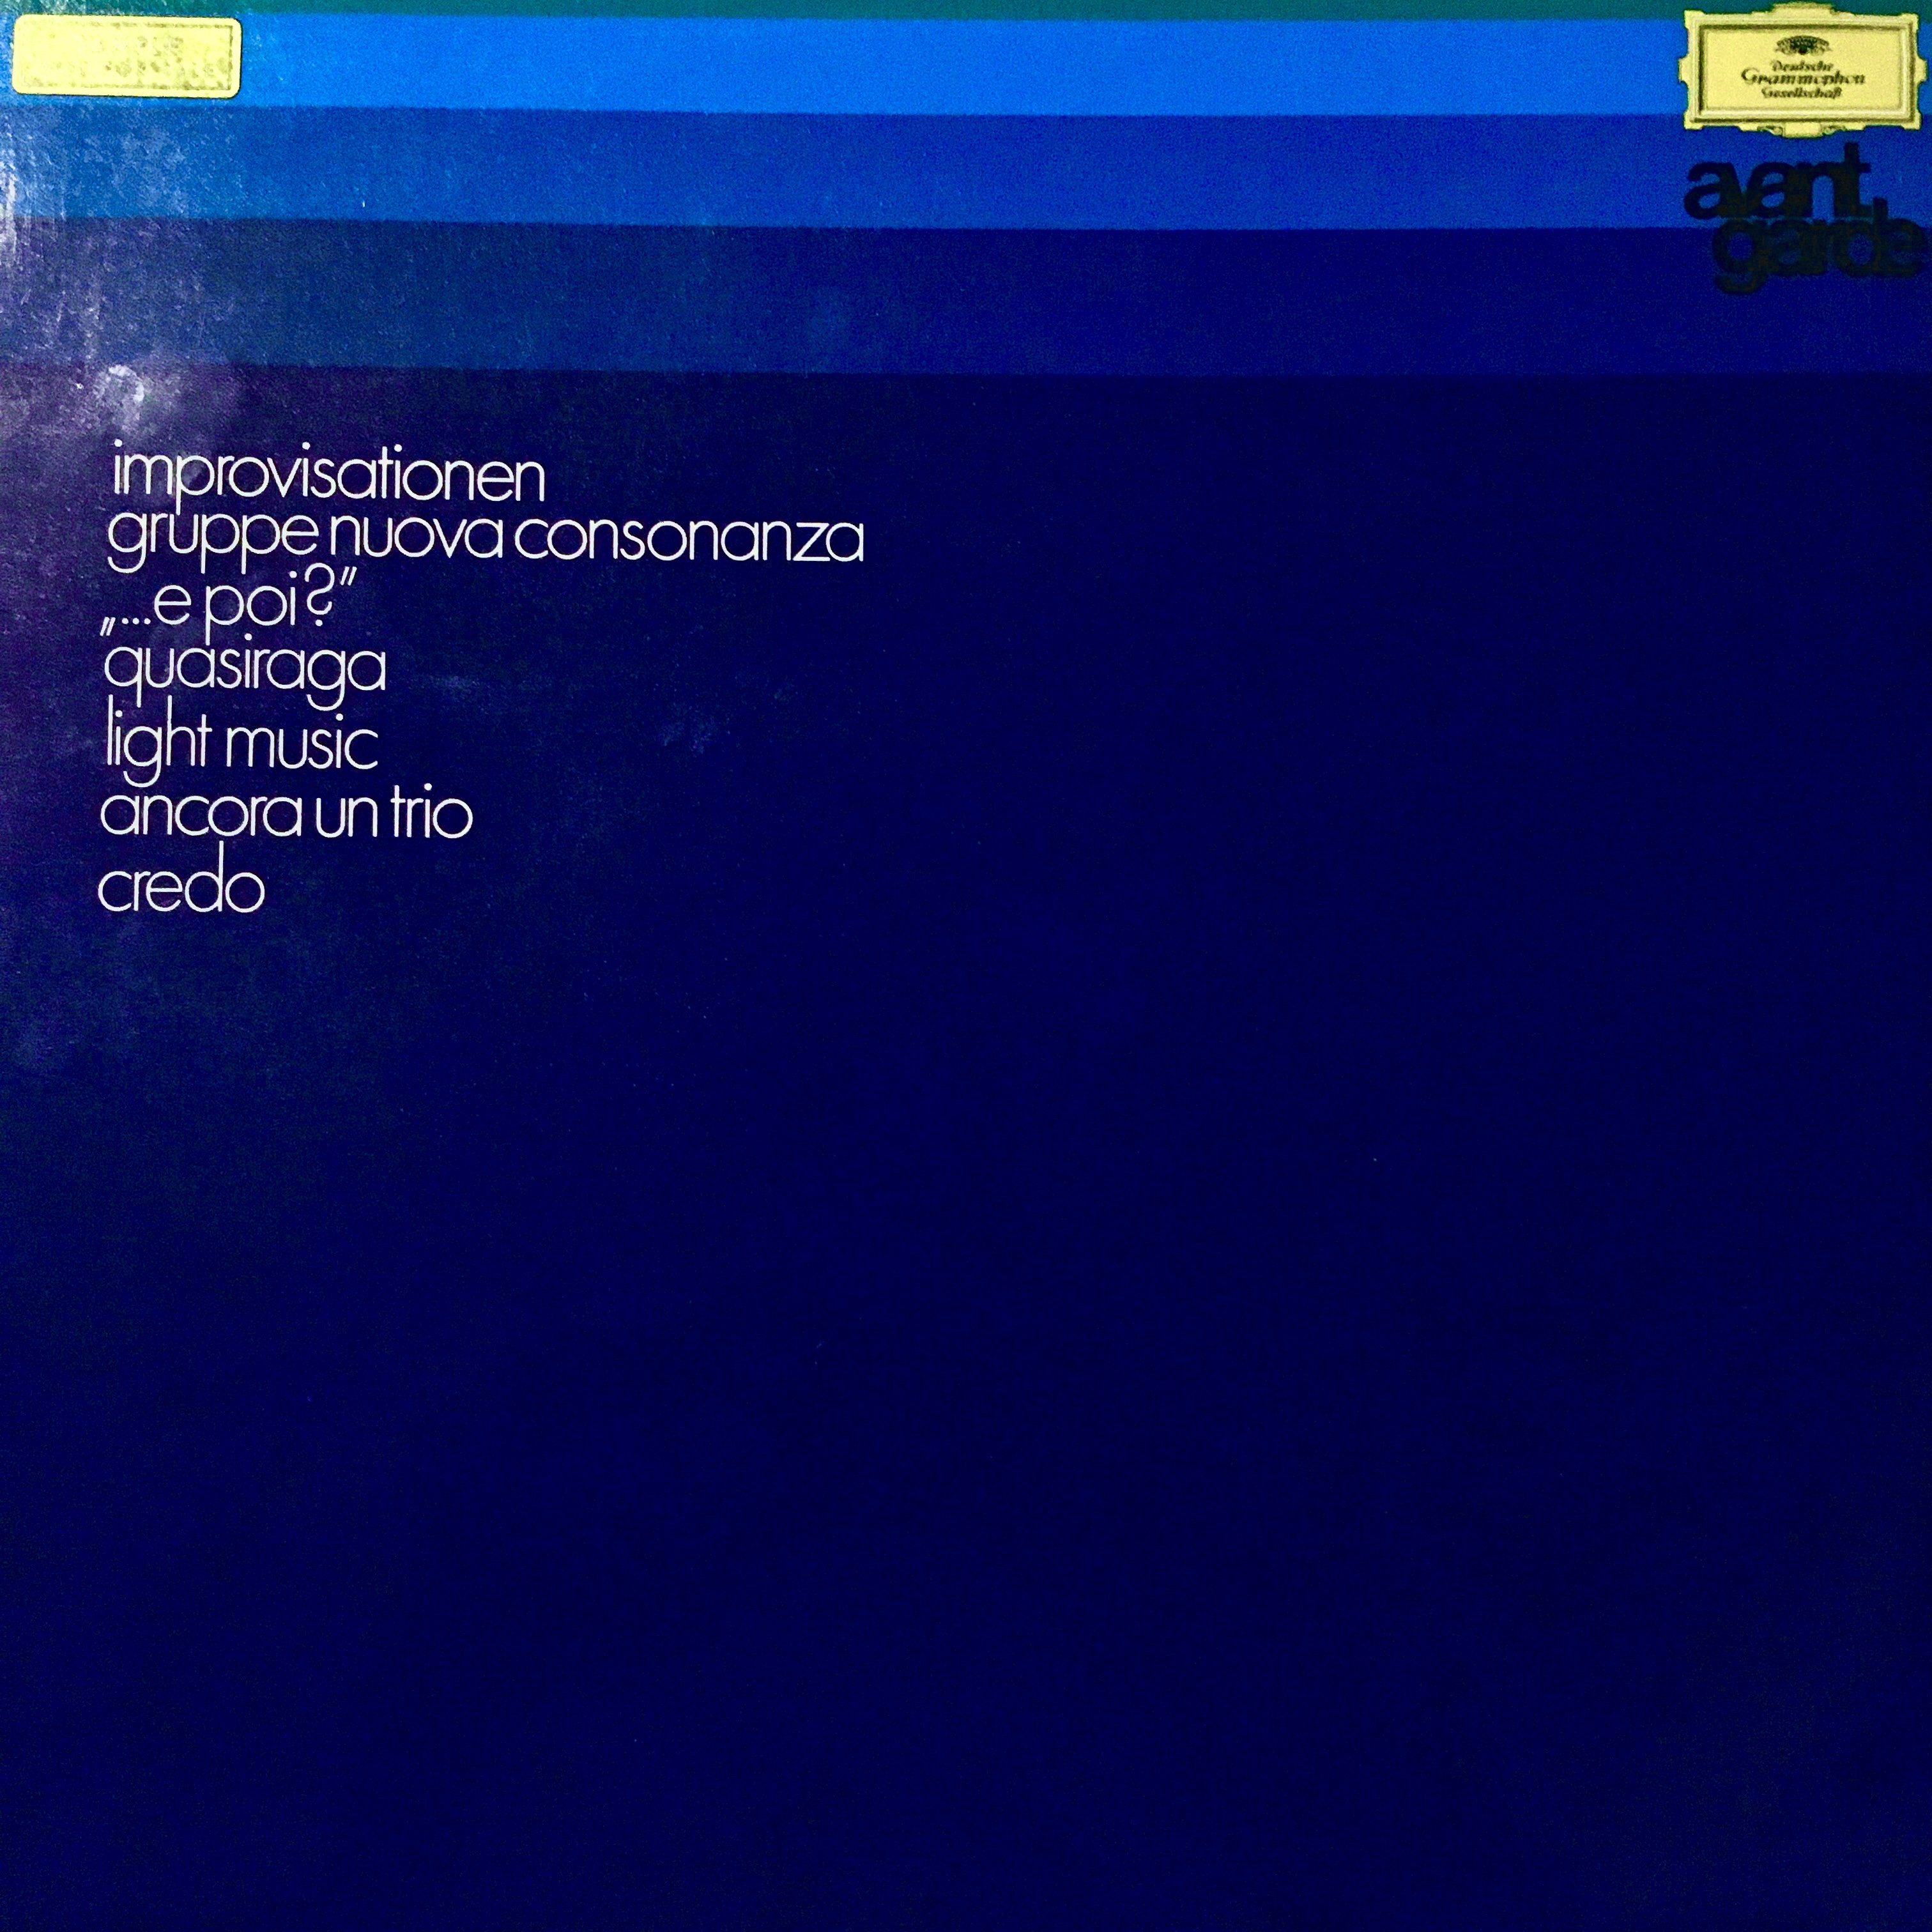 Deutsche
Grammophon
Gesellschaft
avant
garde
improvisationen
gruppe nuova consonanza
„...e poi?”
quasiraga
light music
ancora un trio
credo